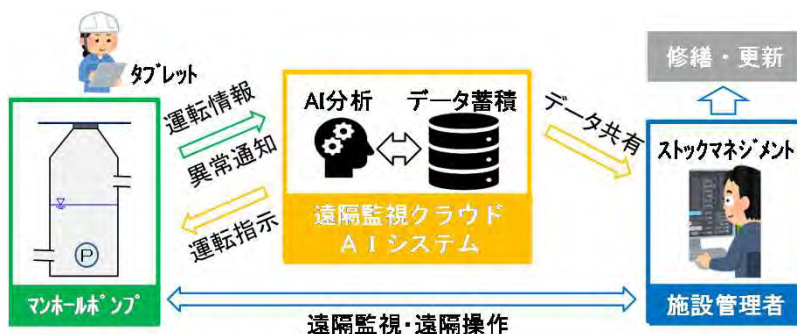 タブレット
修繕・更新
運転情報
異常通知
AI分析
データ蓄積
データ共有
ストックマネジメント
運転指示
遠隔監視クラウド
AIシステム
P
マンホールポンプ
施設管理者
遠隔監視・遠隔操作